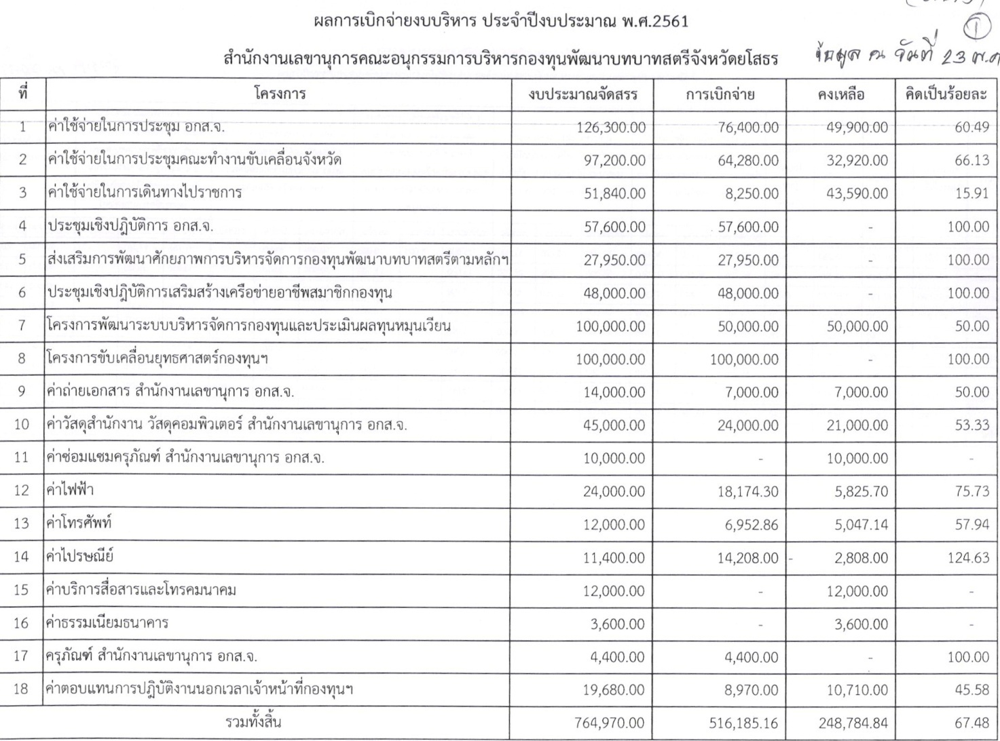 ①
ผลการเบิกจ่ายงบบริหาร ประจำปีงบประมาณ พ.ศ.2561
สำนักงานเลขานุการคณะอนุกรรมการบริหารกองทุนพัฒนาบทบาทสตรีจังหวัดยโสธร ข้อมูล ณ วันที่ 23 พ.ค
ที่ โครงการ งบประมาณจัดสรร การเบิกจ่าย คงเหลือ คิดเป็นร้อยละ
1 ค่าใช้จ่ายในการประชุม อกส.จ. 126,300.00 76,400.00 49,900.00 60.49
2 ค่าใช้จ่ายในการประชุมคณะทำงานขับเคลื่อนจังหวัด 97,200.00 64,280.00 32,920.00 66.13
3 ค่าใช้จ่ายในการเดินทางไปราชการ 51,840.00 8,250.00 43,590.00 15.91
4 ประชุมเชิงปฎิบัติการ อกส.จ. 57,600.00 57,600.00 - 100.00
5 ส่งเสริมการพัฒนาศักยภาพการบริหารจัดการกองทุนพัฒนาบทบาทสตรีตามหลักฯ 27,950.00 27,950.00 - 100.00
6 ประชุมเชิงปฎิบัติการเสริมสร้างเครือข่ายอาชีพสมาชิกกองทุน 48,000.00 48,000.00 - 100.00
7 โครงการพัฒนาระบบบริหารจัดการกองทุนและประเมินผลทุนหมุนเวียน 100,000.00 50,000.00 50,000.00 50.00
8 โครงการขับเคลื่อนยุทธศาสตร์กองทุนฯ 100,000.00 100,000.00 - 100.00
9 ค่าถ่ายเอกสาร สำนักงานเลขานุการ อกส.จ. 14,000.00 7,000.00 7,000.00 50.00
10 ค่าวัสดุสำนักงาน วัสดุคอมพิวเตอร์ สำนักงานเลขานุการ อกส.จ. 45,000.00 24,000.00 21,000.00 53.33
11 ค่าซ่อมแซมครุภัณฑ์ สำนักงานเลขานุการ อกส.จ. 10,000.00 - 10,000.00 -
12 ค่าไฟฟ้า 24,000.00 18,174.30 5,825.70 75.73
13 ค่าโทรศัพท์ 12,000.00 6,952.86 5,047.14 57.94
14 ค่าไปรษณีย์ 11,400.00 14,208.00 - 2,808.00 124.63
15 ค่าบริการสื่อสารและโทรคมนาคม 12,000.00 - 12,000.00 -
16 ค่าธรรมเนียมธนาคาร 3,600.00 - 3,600.00 -
17 ครุภัณฑ์ สำนักงานเลขานุการ อกส.จ. 4,400.00 4,400.00 - 100.00
18 ค่าตอบแทนการปฎิบัติงานนอกเวลาเจ้าหน้าที่กองทุนฯ 19,680.00 8,970.00 10,710.00 45.58
รวมทั้งสิ้น 764,970.00 516,185.16 248,784.84 67.48